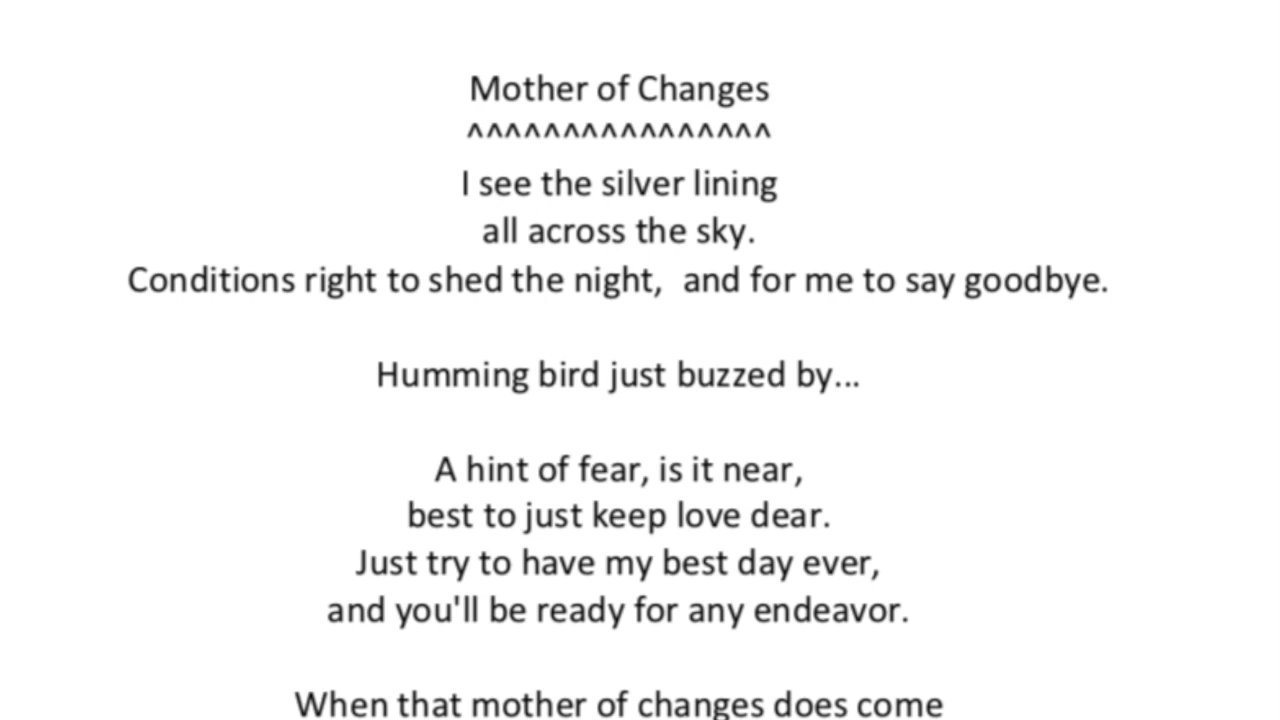 Mother of Changes
^^^^^^^^^^^^^^^^
I see the silver lining
all across the sky.
Conditions right to shed the night,  and for me to say goodbye.
Humming bird just buzzed by...
A hint of fear, is it near,
best to just keep love dear.
Just try to have my best day ever,
and you'll be ready for any endeavor.
When that mother of changes does come